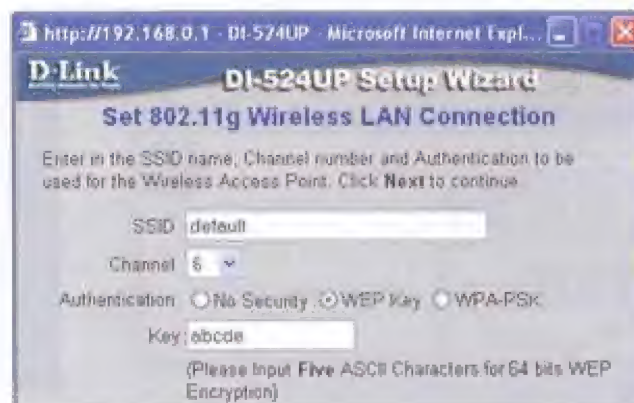 http://192.168.0.1 - DI-524UP - Microsoft Internet Expl...
D-Link
DI-524UP Setup Wizard
Set 802.11g Wireless LAN Connection
Enter in the SSID name, Channel number and Authentication to be
used for the Wireless Access Point. Click Next to continue
SSID default
Channel 6
Authentication No Security WEP Key WPA-PSK
Key abcde
(Please Input Five ASCII Characters for 64 bits WEP
Encryption)